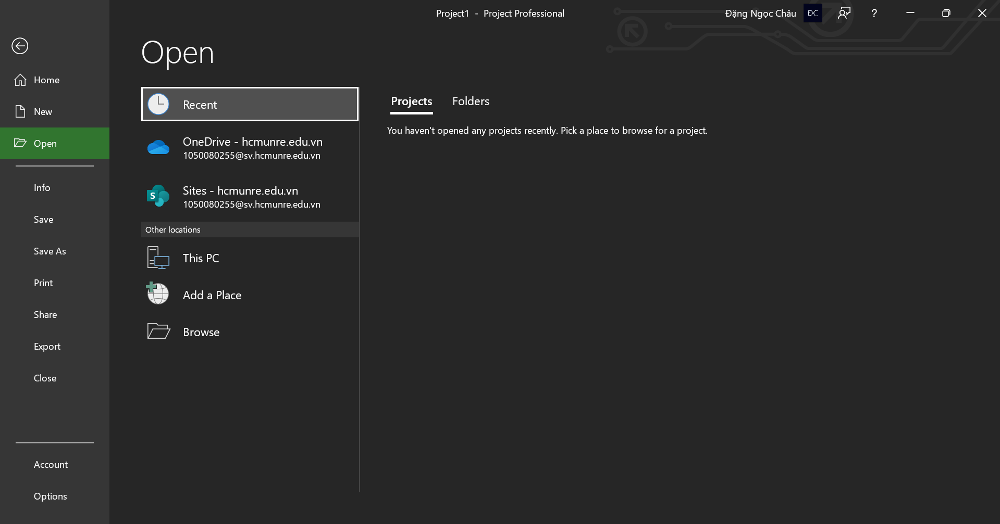 Project1 - Project Professional
Đặng Ngọc Châu
ĐC
?
Home
New
Open
Info
Save
Save As
Print
Share
Export
Close
Account
Options
Open
Recent
OneDrive - hcmunre.edu.vn
1050080255@sv.hcmunre.edu.vn
S
Sites - hcmunre.edu.vn
1050080255@sv.hcmunre.edu.vn
Other locations
This PC
Add a Place
Browse
Projects Folders
You haven't opened any projects recently. Pick a place to browse for a project.